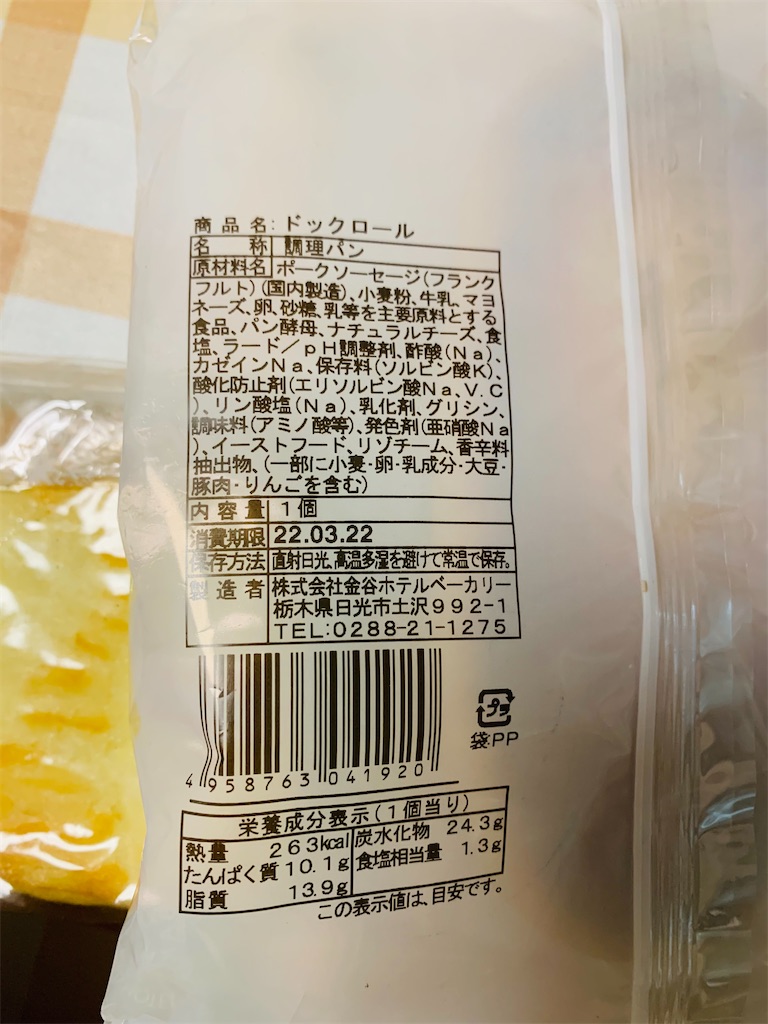 商品名:ドックロール
名称 調理パン
原材料名 ポークソーセージ(フランク
フルト)(国内製造)、小麦粉、牛乳、マヨ
ネーズ、卵、砂糖、乳等を主要原料とする
食品、パン酵母、ナチュラルチーズ、食
塩、ラード/pH調整剤、酢酸(Na)、
カゼインNa、保存料(ソルビン酸K)、
酸化防止剤(エリソルビン酸Na、V.C
)、リン酸塩(Na)、乳化剤、グリシン、
調味料(アミノ酸等)、発色剤(亜硝酸Na
)、イーストフード、リゾチーム、香辛料
抽出物、(一部に小麦・卵・乳成分・大豆・
豚肉・りんごを含む)
内容量 1個
消費期限 22.03.22
保存方法 直射日光、高温多湿を避けて常温で保存。
製造者 株式会社金谷ホテルベーカリー
栃木県日光市土沢992-1
TEL:0288-21-1275
4 958763 041920
プラ
袋:PP
栄養成分表示(1個当り)
熱量 263kcal 炭水化物 24.3g
たんぱく質 10.1g 食塩相当量 1.3g
脂質 13.9g
この表示値は、目安です。